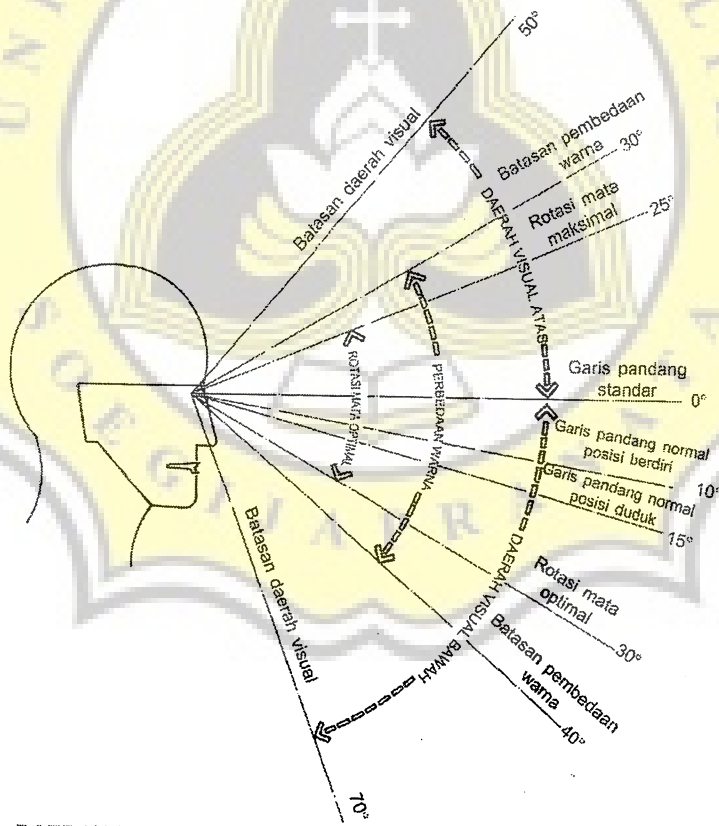 50°
Batasan daerah visual
Batasan pembedaan
warna
30°
Rotasi mata
maksimal
25°
DAERAH VISUAL ATAS
ROTASI MATA OPTIMAL
PERBEDAAN WARNA
Garis pandang
standar
0°
Garis pandang normal
posisi berdiri
10°
Garis pandang normal
posisi duduk
15°
DAERAH VISUAL BAWAH
Rotasi mata
optimal
30°
Batasan pembedaan
warna
40°
Batasan daerah visual
70°
SOEGIJAPRANATA